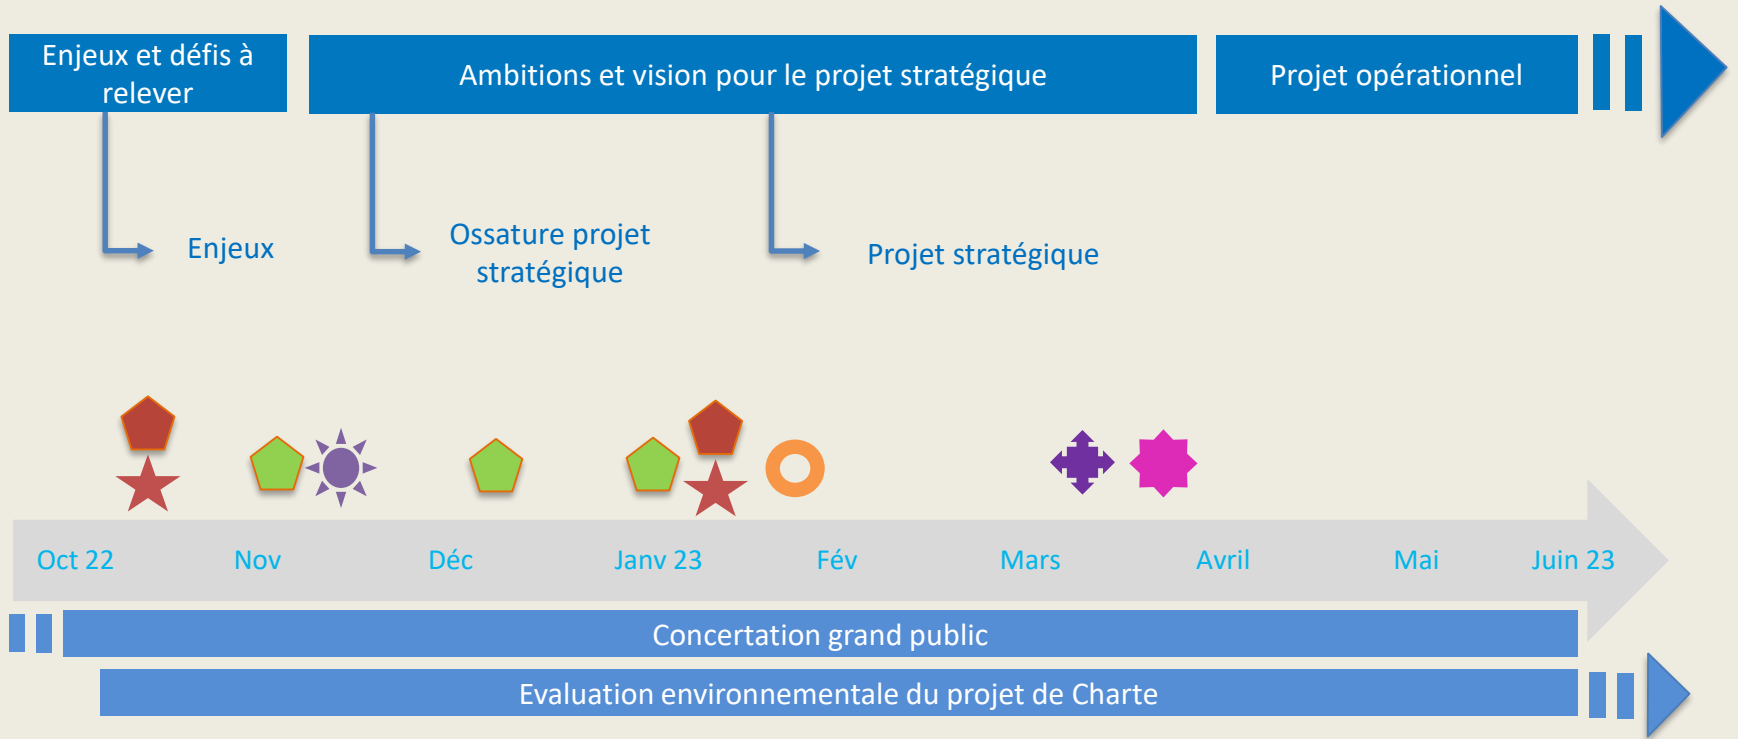 Enjeux et défis à
relever
Ambitions et vision pour le projet stratégique
Projet opérationnel
Enjeux
Ossature projet
stratégique
Projet stratégique
Oct 22
Nov
Déc
Janv 23
Fév
Mars
Avril
Mai
Juin 23
Concertation grand public
Evaluation environnementale du projet de Charte